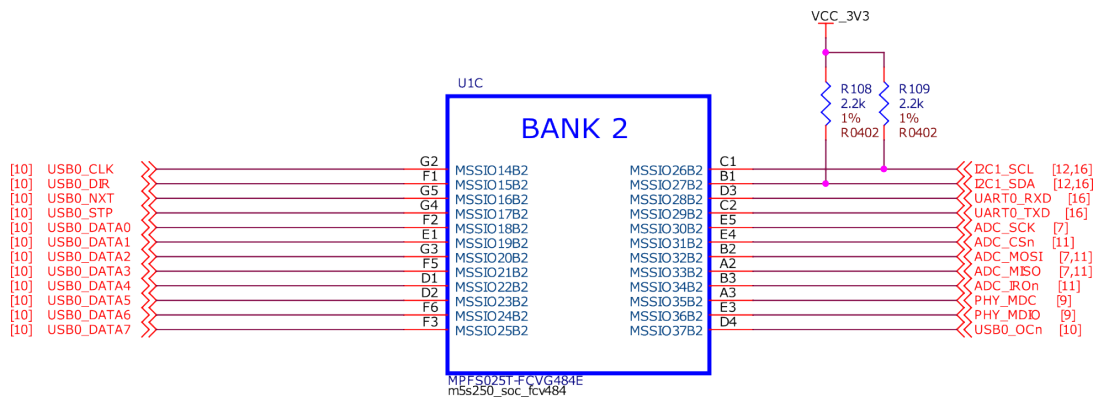 VCC_3V3
U1C
R108
2.2k
1%
R0402
R109
2.2k
1%
R0402
BANK 2
[10] USB0_CLK G2 MSSIO14B2 MSSIO26B2 C1 I2C1_SCL [12,16]
[10] USB0_DIR F1 MSSIO15B2 MSSIO27B2 B1 I2C1_SDA [12,16]
[10] USB0_NXT G5 MSSIO16B2 MSSIO28B2 D3 UART0_RXD [16]
[10] USB0_STP G4 MSSIO17B2 MSSIO29B2 C2 UART0_TXD [16]
[10] USB0_DATA0 F2 MSSIO18B2 MSSIO30B2 E5 ADC_SCK [7]
[10] USB0_DATA1 E1 MSSIO19B2 MSSIO31B2 E4 ADC_CSn [11]
[10] USB0_DATA2 G3 MSSIO20B2 MSSIO32B2 B2 ADC_MOSI [7,11]
[10] USB0_DATA3 F5 MSSIO21B2 MSSIO33B2 A2 ADC_MISO [7,11]
[10] USB0_DATA4 D1 MSSIO22B2 MSSIO34B2 B3 ADC_IRQn [11]
[10] USB0_DATA5 D2 MSSIO23B2 MSSIO35B2 A3 PHY_MDC [9]
[10] USB0_DATA6 F6 MSSIO24B2 MSSIO36B2 E3 PHY_MDIO [9]
[10] USB0_DATA7 F3 MSSIO25B2 MSSIO37B2 D4 USB0_OCn [10]
MPFS025T-FCVG484E
m5s250_soc_fcv484